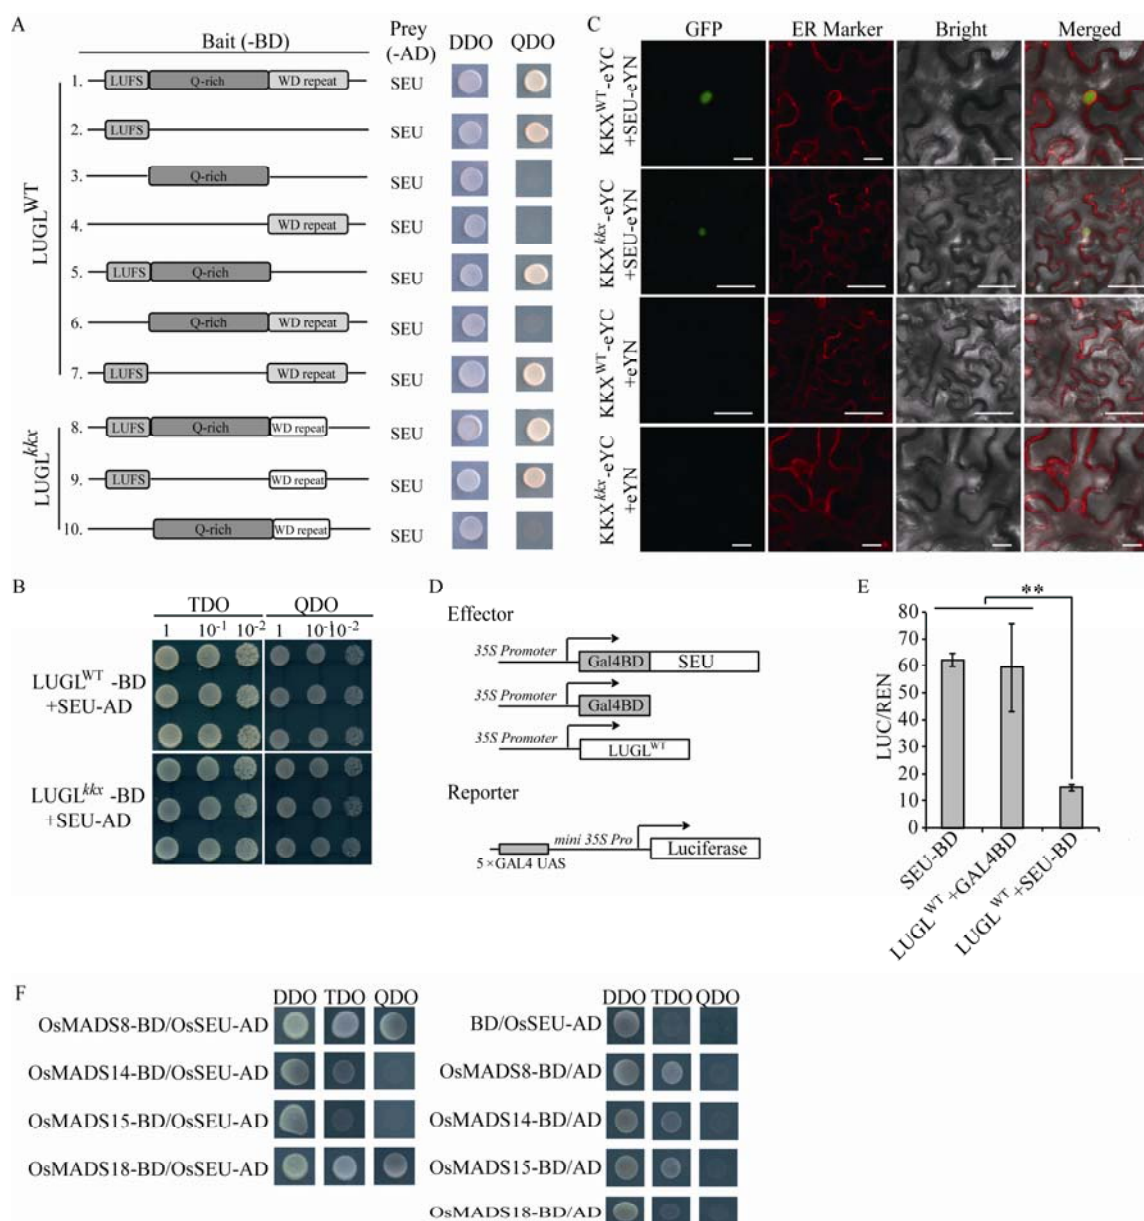 A
Bait (-BD)
Prey
(-AD)
DDO
QDO
LUGL^WT
1.
LUFS
Q-rich
WD repeat
SEU
2.
LUFS
SEU
3.
Q-rich
SEU
4.
WD repeat
SEU
5.
LUFS
Q-rich
SEU
6.
Q-rich
WD repeat
SEU
7.
LUFS
WD repeat
SEU
LUGL^kkx
8.
LUFS
Q-rich
WD repeat
SEU
9.
LUFS
WD repeat
SEU
10.
Q-rich
WD repeat
SEU
C
GFP
ER Marker
Bright
Merged
KKX^WT-eYC
+SEU-eYN
KKX^kkx-eYC
+SEU-eYN
KKX^WT-eYC
+eYN
KKX^kkx-eYC
+eYN
B
TDO
QDO
1
10^-1
10^-2
1
10^-1
10^-2
LUGL^WT -BD
+SEU-AD
LUGL^kkx -BD
+SEU-AD
D
Effector
35S Promoter
Gal4BD
SEU
35S Promoter
Gal4BD
35S Promoter
LUGL^WT
Reporter
mini 35S Pro
Luciferase
5×GAL4 UAS
E
**
LUC/REN
80
70
60
50
40
30
20
10
0
SEU-BD
LUGL^WT+GAL4BD
LUGL^WT+SEU-BD
F
DDO
TDO
QDO
OsMADS8-BD/OsSEU-AD
OsMADS14-BD/OsSEU-AD
OsMADS15-BD/OsSEU-AD
OsMADS18-BD/OsSEU-AD
DDO
TDO
QDO
BD/OsSEU-AD
OsMADS8-BD/AD
OsMADS14-BD/AD
OsMADS15-BD/AD
OsMADS18-BD/AD